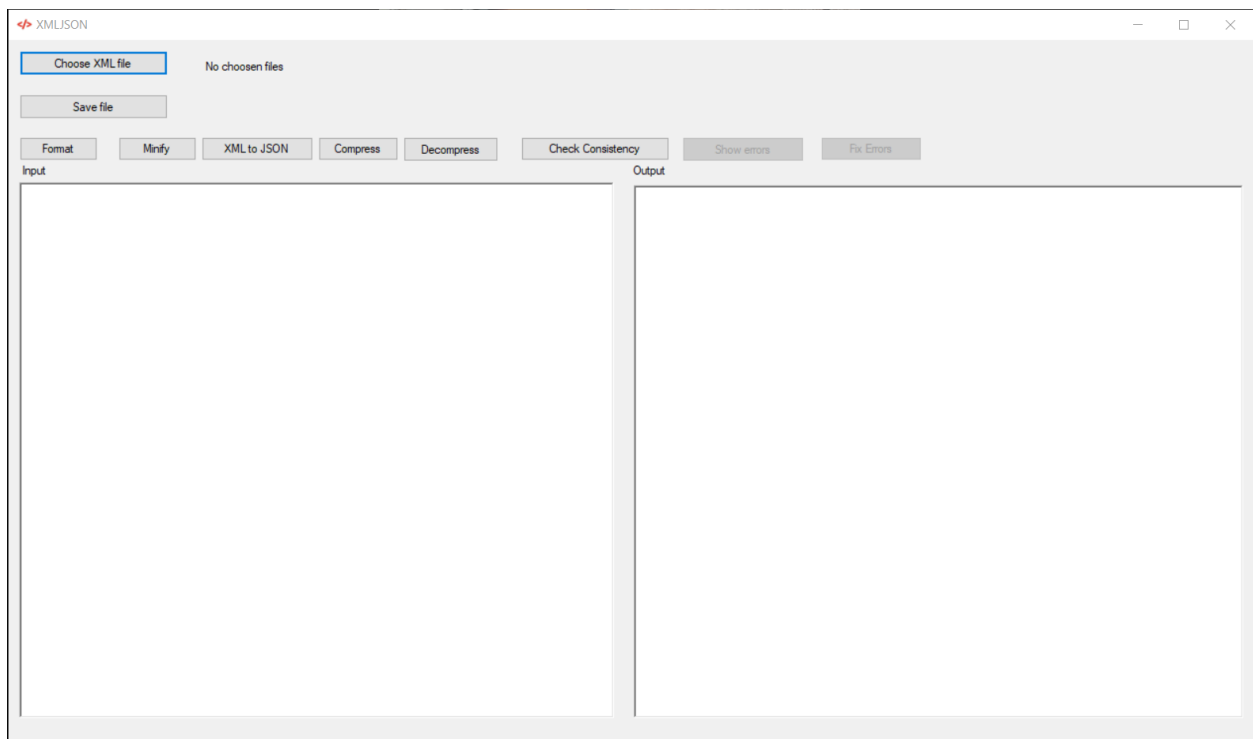 </> XMLJSON
Choose XML file
No choosen files
Save file
Format Minify XML to JSON Compress Decompress Check Consistency Show errors Fix Errors
Input Output